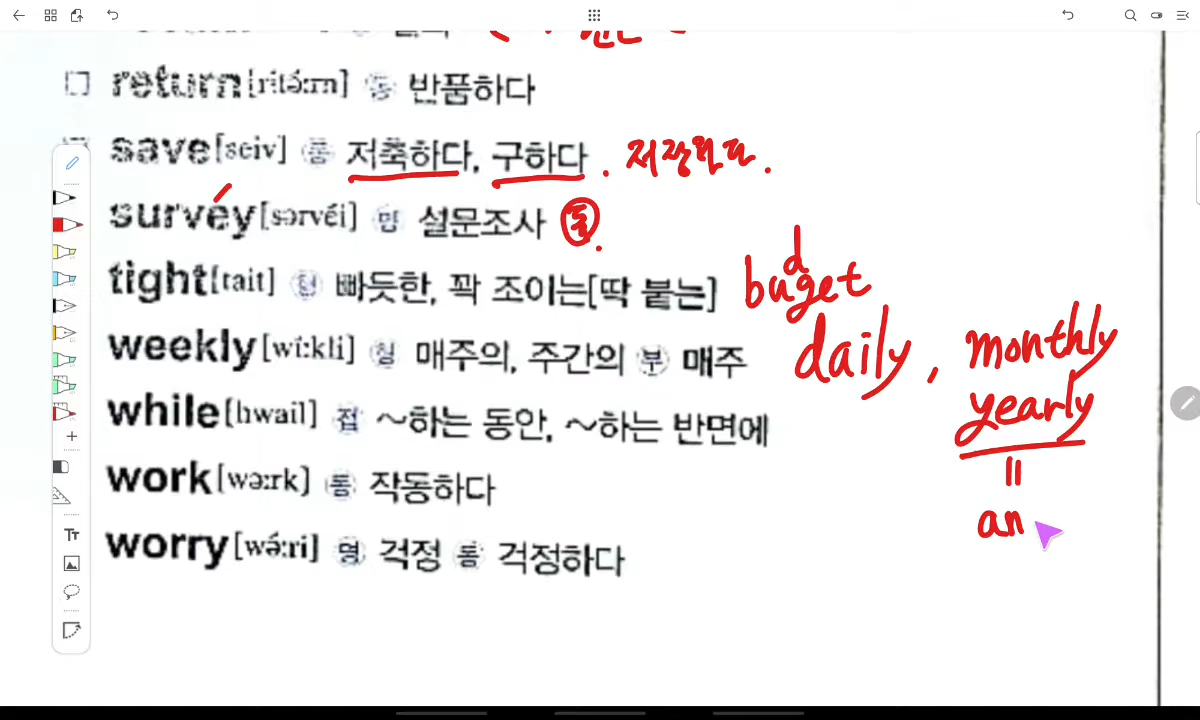 return[ritə́ːrn] 동 반품하다
save[seiv] 동 저축하다, 구하다 . 저장하다.
survey[sərvéi] 명 설문조사 동.
tight[tait] 형 빠듯한, 꽉 조이는[딱 붙는] budget
weekly[wíːkli] 형 매주의, 주간의 부 매주 daily, monthly
yearly
while[hwail] 접 ~하는 동안, ~하는 반면에
=
work[wəːrk] 동 작동하다
an
worry[wə́ːri] 명 걱정 동 걱정하다
Tт